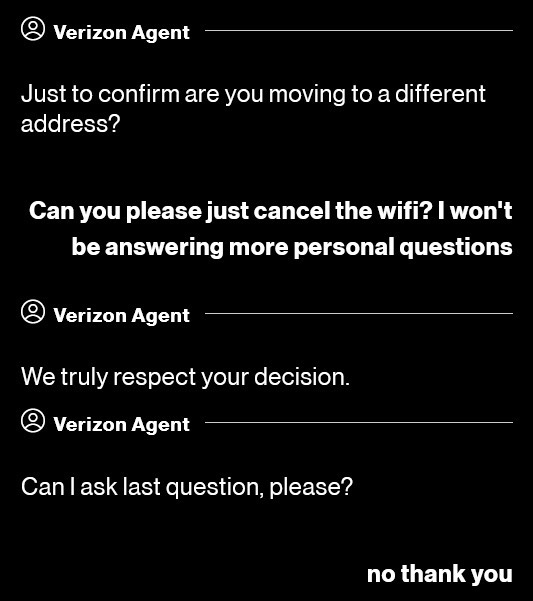 Verizon Agent
Just to confirm are you moving to a different
address?
Can you please just cancel the wifi? I won't
be answering more personal questions
Verizon Agent
We truly respect your decision.
Verizon Agent
Can I ask last question, please?
no thank you